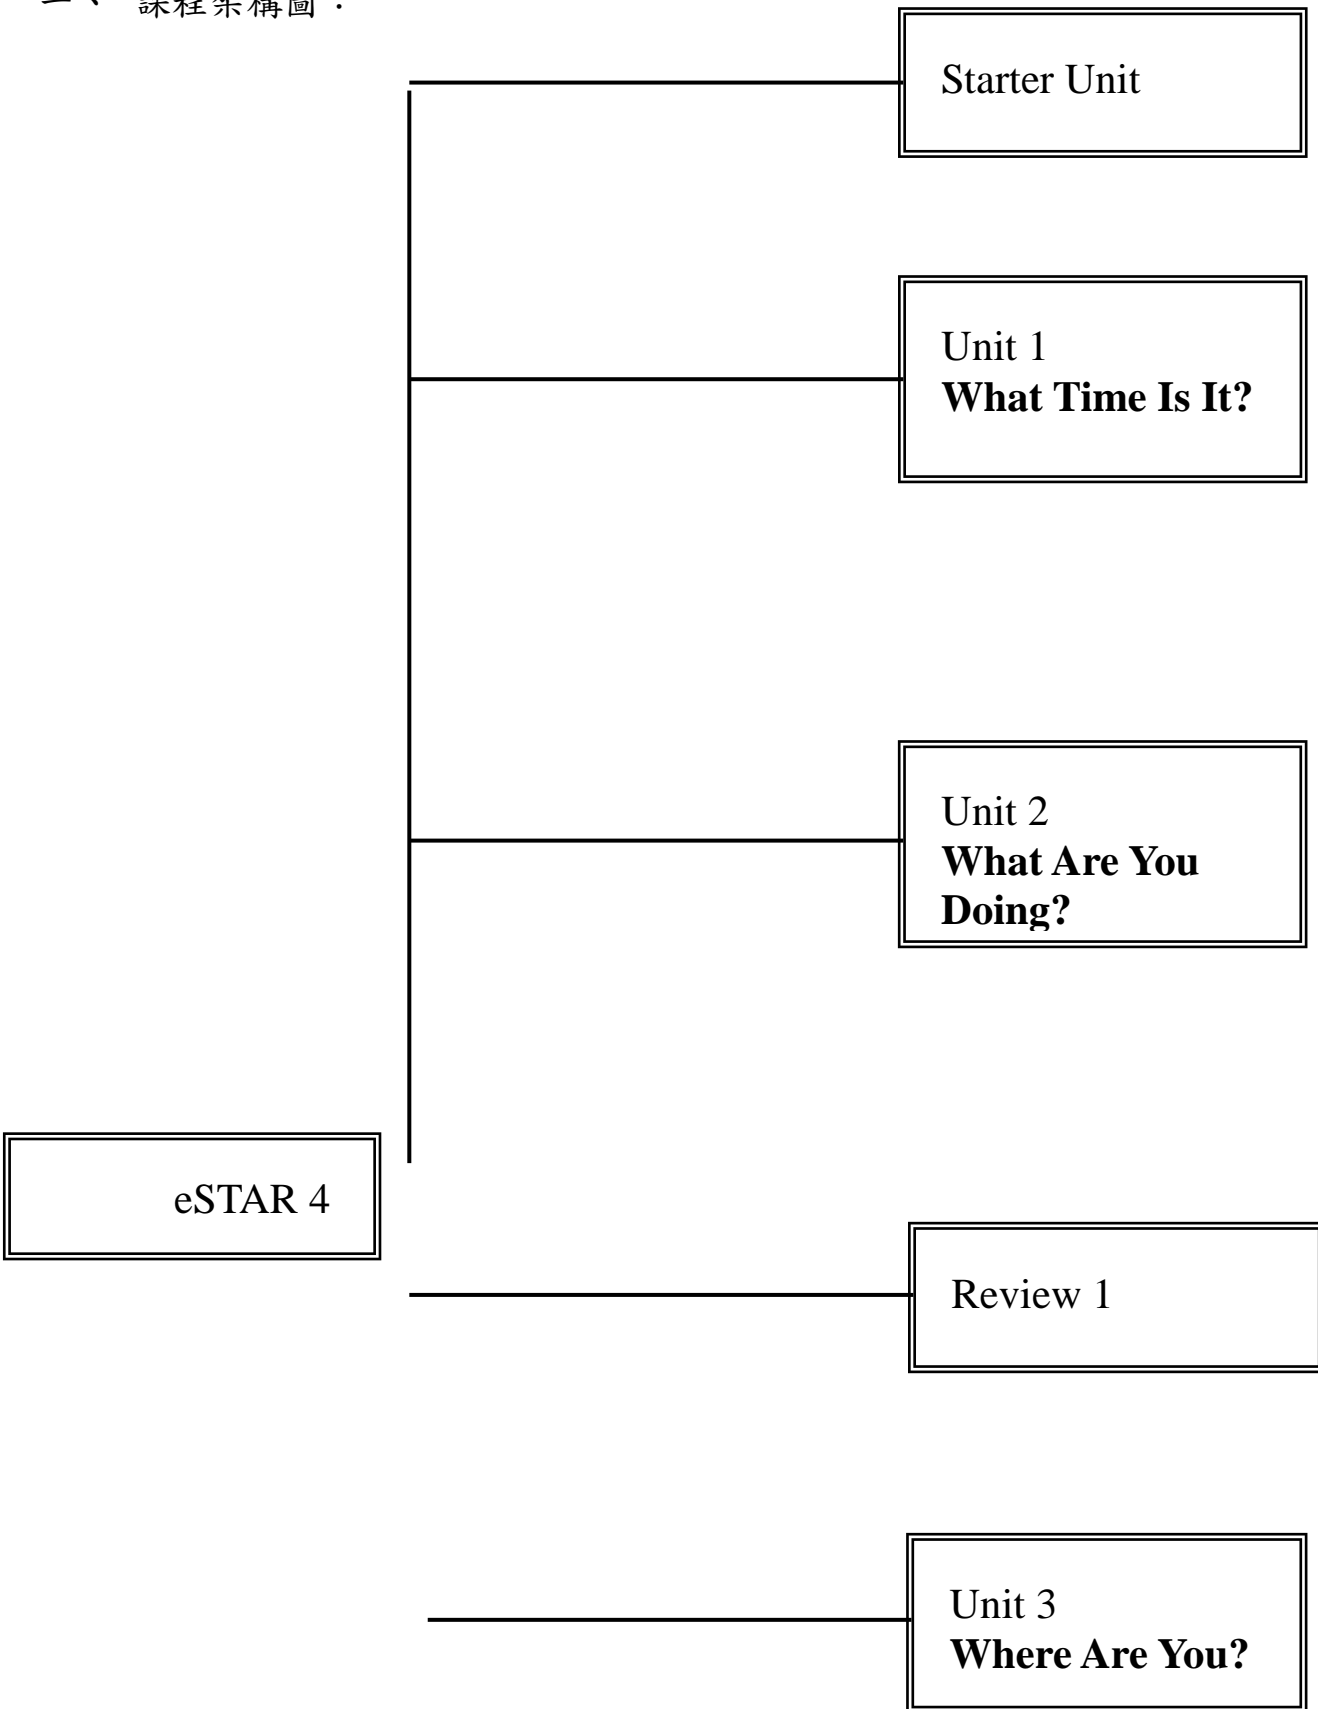 課程架構圖：
Starter Unit
Unit 1
What Time Is It?
Unit 2
What Are You
Doing?
eSTAR 4
Review 1
Unit 3
Where Are You?